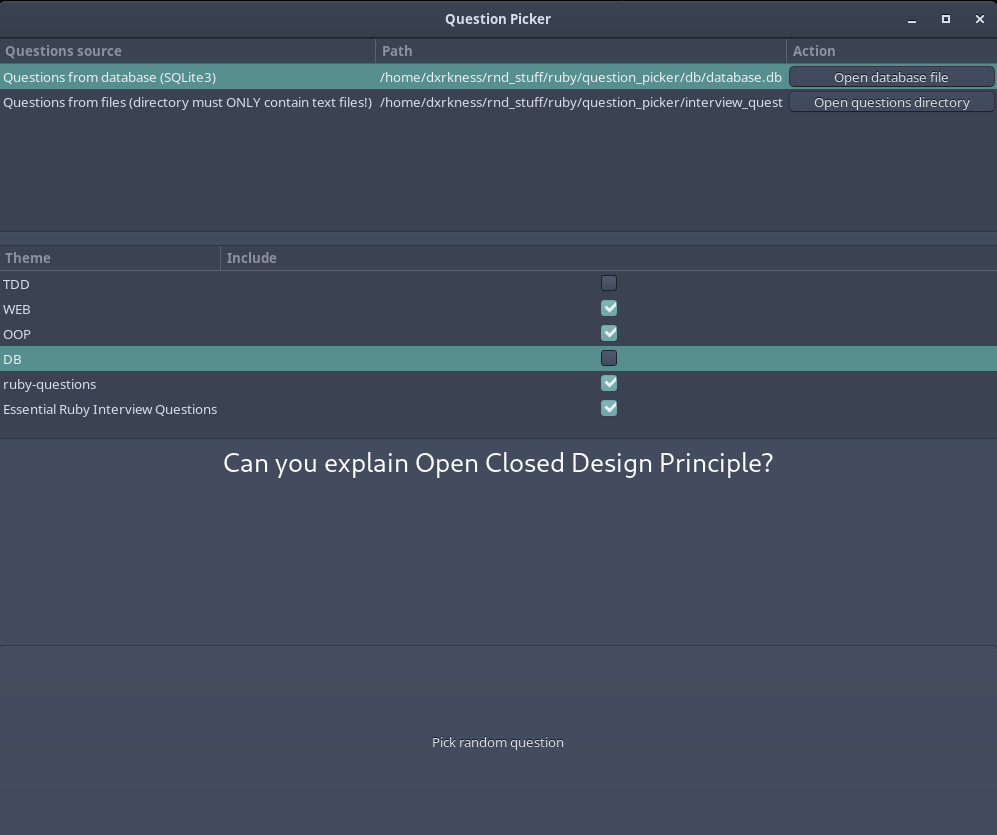 Question Picker
Questions source Path Action
Questions from database (SQLite3) /home/dxrkness/rnd_stuff/ruby/question_picker/db/database.db Open database file
Questions from files (directory must ONLY contain text files!) /home/dxrkness/rnd_stuff/ruby/question_picker/interview_quest Open questions directory
Theme Include
TDD
WEB
OOP
DB
ruby-questions
Essential Ruby Interview Questions
Can you explain Open Closed Design Principle?
Pick random question